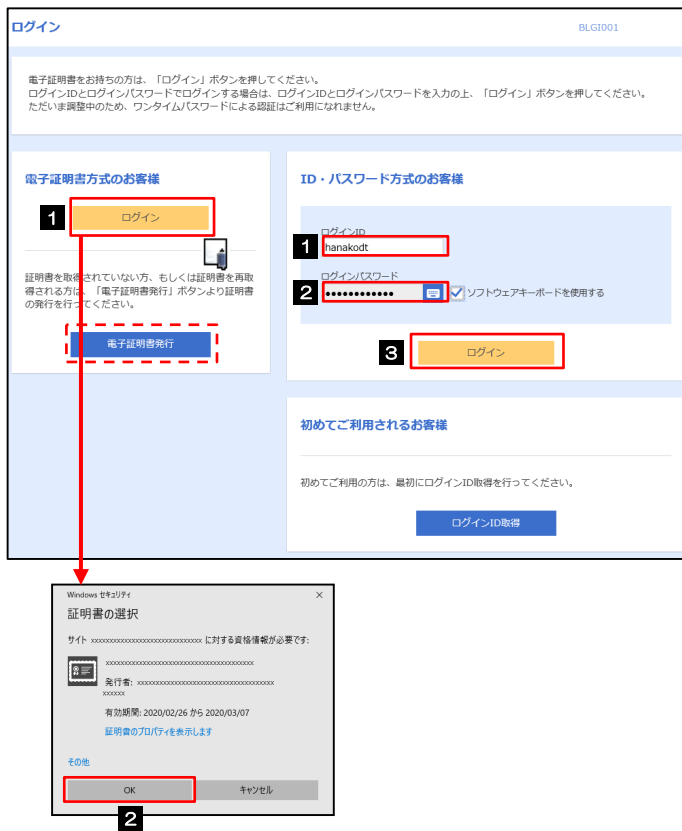 ログイン
BLGI001
電子証明書をお持ちの方は、「ログイン」ボタンを押してください。
ログインIDとログインパスワードでログインする場合は、ログインIDとログインパスワードを入力の上、「ログイン」ボタンを押してください。
ただいま調整中のため、ワンタイムパスワードによる認証はご利用になれません。
電子証明書方式のお客様
1
ログイン
証明書を取得されていない方、もしくは証明書を再取
得される方は、「電子証明書発行」ボタンより証明書
の発行を行ってください。
電子証明書発行
ID・パスワード方式のお客様
ログインID
1
hanakodt
ログインパスワード
2
●●●●●●●●●●●●
ソフトウェアキーボードを使用する
3
ログイン
初めてご利用されるお客様
初めてご利用の方は、最初にログインID取得を行ってください。
ログインID取得
Windows セキュリティ
×
証明書の選択
サイト xxxxxxxxxxxxxxxxxxxxxxxxxxxxx に対する資格情報が必要です:
xxxxxxxxxxxxxxxxxxxxxxxxxxxxxxxxxxxxxxx
発行者: xxxxxxxxxxxxxxxxxxxxxxxxxxxxxxxxxxxx
xxxxxx
有効期間: 2020/02/26 から 2020/03/07
証明書のプロパティを表示します
その他
OK
キャンセル
2